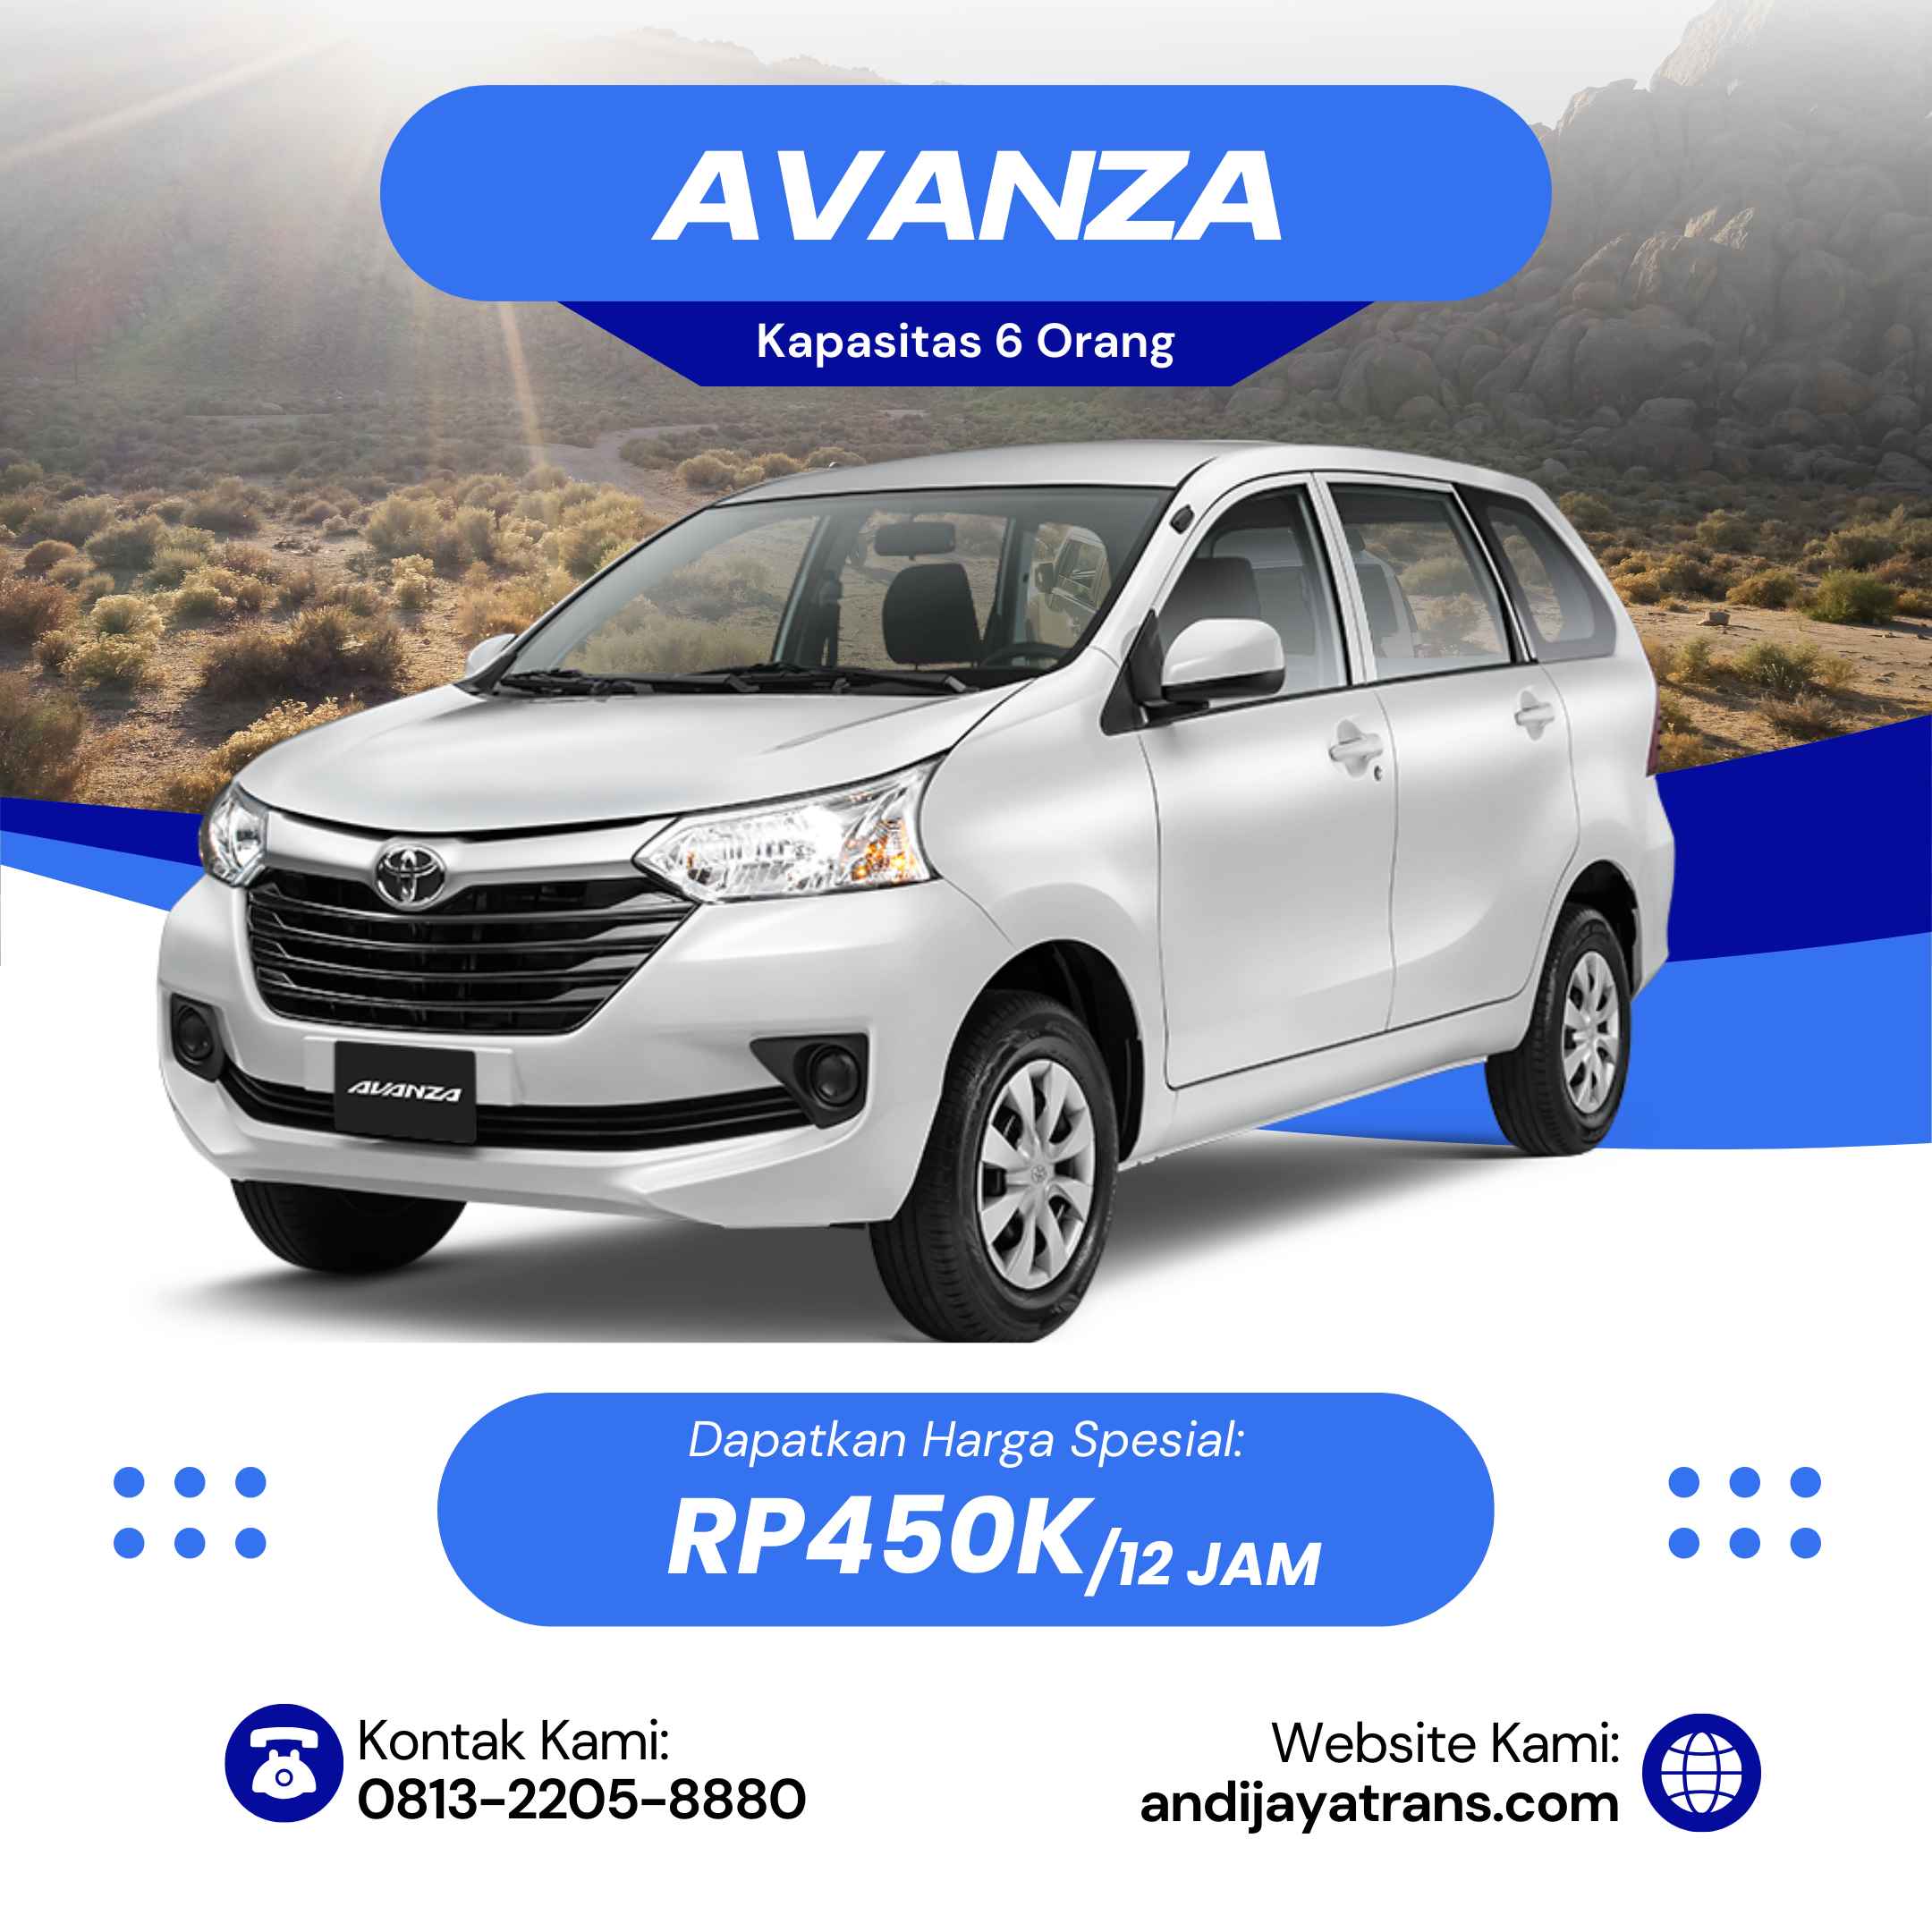 AVANZA
Kapasitas 6 Orang
AVANZA
Dapatkan Harga Spesial:
RP450K/12 JAM
Kontak Kami:
0813-2205-8880
Website Kami:
andijayatrans.com